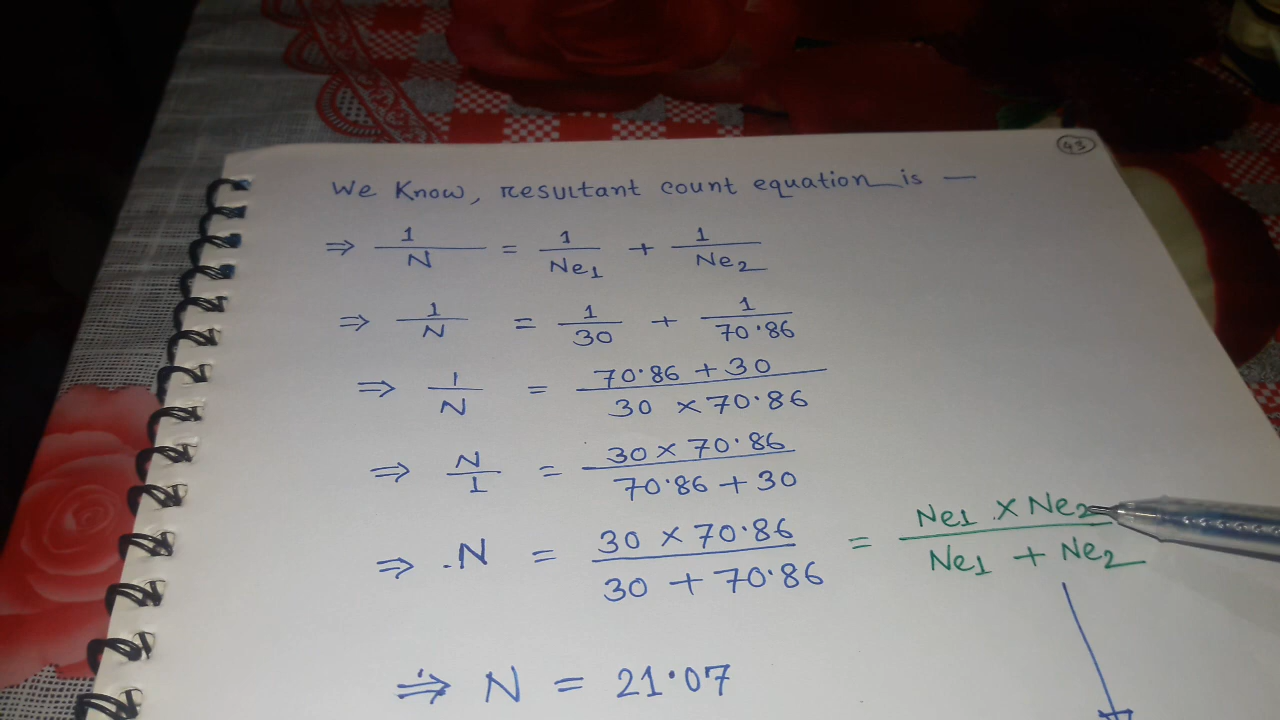 43
We Know, resultant count equation is —
⇒ 1/N = 1/Ne1 + 1/Ne2
⇒ 1/N = 1/30 + 1/70.86
⇒ 1/N = 70.86 + 30 / 30 × 70.86
⇒ N/1 = 30 × 70.86 / 70.86 + 30
⇒ N = 30 × 70.86 / 30 + 70.86 = Ne1 × Ne2 / Ne1 + Ne2
⇒ N = 21.07